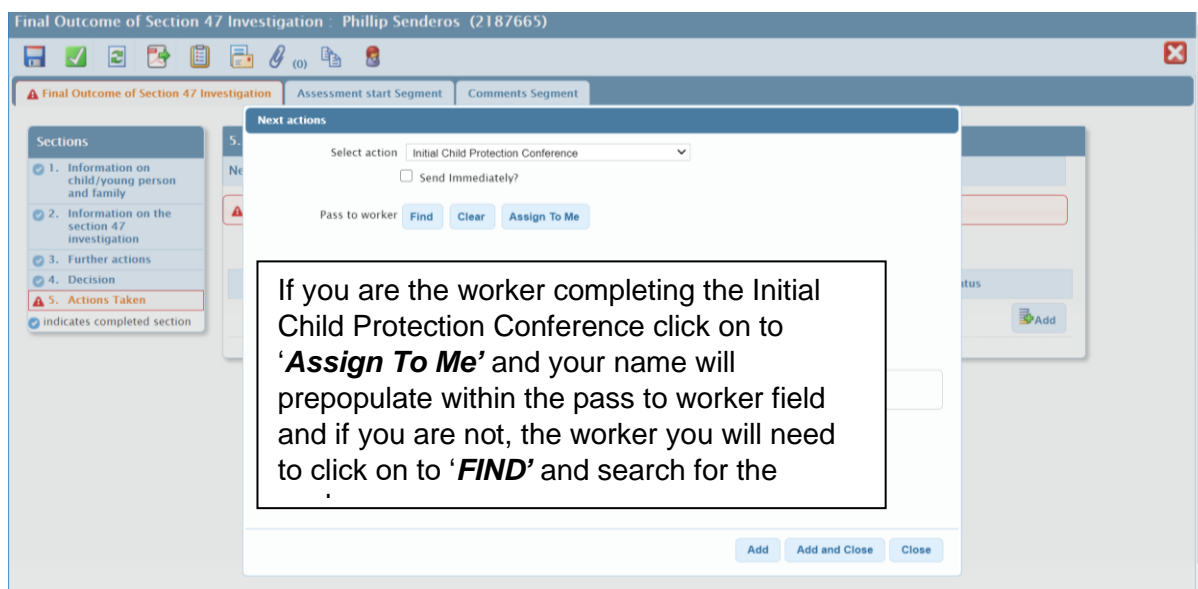 Final Outcome of Section 47 Investigation : Phillip Senderos (2187665)
(0)
Final Outcome of Section 47 Investigation
Assessment start Segment
Comments Segment
Next actions
Sections
1. Information on
child/young person
and family
2. Information on the
section 47
investigation
3. Further actions
4. Decision
5. Actions Taken
indicates completed section
5.
Select action Initial Child Protection Conference
Send Immediately?
Pass to worker Find Clear Assign To Me
If you are the worker completing the Initial
Child Protection Conference click on to
‘Assign To Me’ and your name will
prepopulate within the pass to worker field
and if you are not, the worker you will need
to click on to ‘FIND’ and search for the
Add
Add Add and Close Close